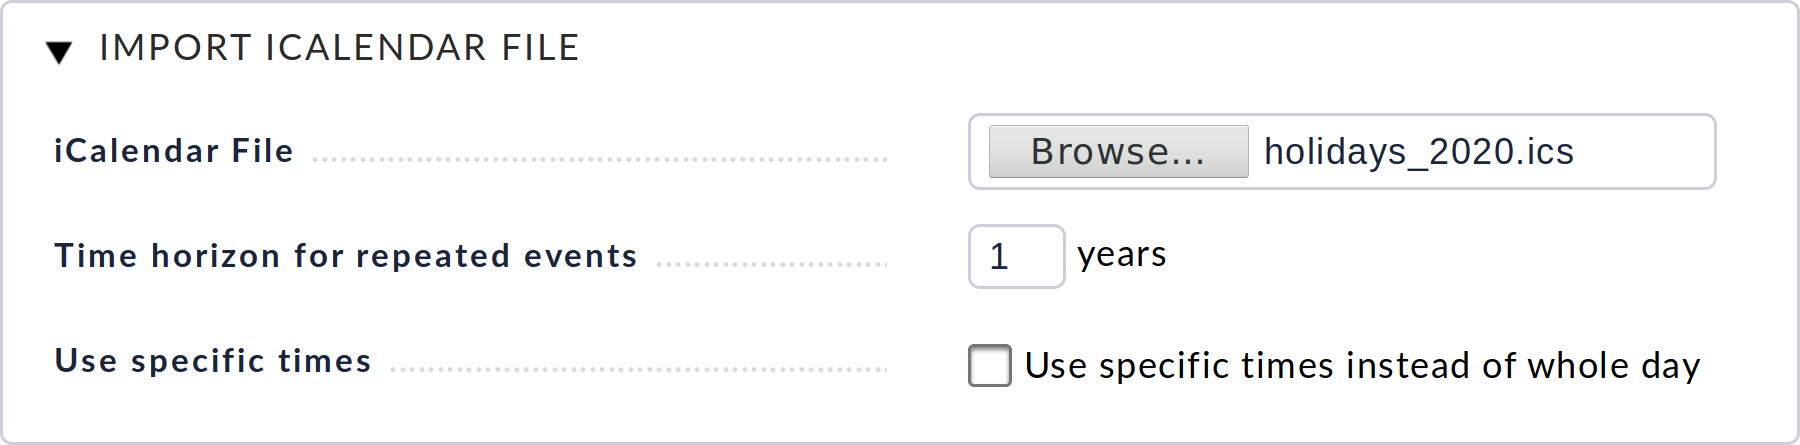 IMPORT ICALENDAR FILE
iCalendar File Browse... holidays_2020.ics
Time horizon for repeated events 1 years
Use specific times Use specific times instead of whole day